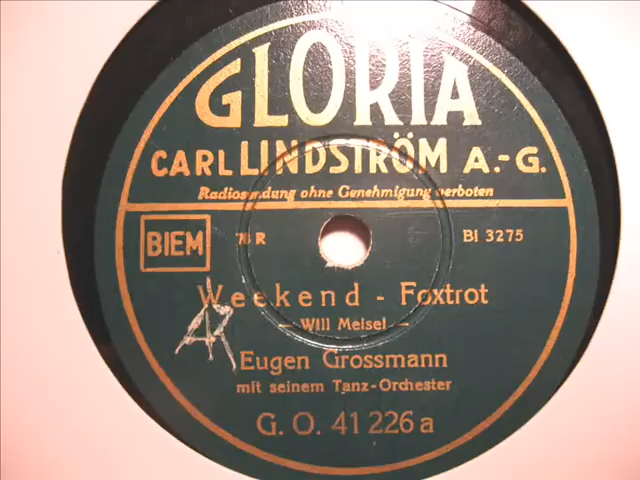 GLORIA
CARL LINDSTRÖM A.-G.
Radiosendung ohne Genehmigung verboten
BIEM 78 R BI 3275
Weekend - Foxtrot
- Will Meisel -
Eugen Grossmann
mit seinem Tanz-Orchester
G. O. 41 226 a